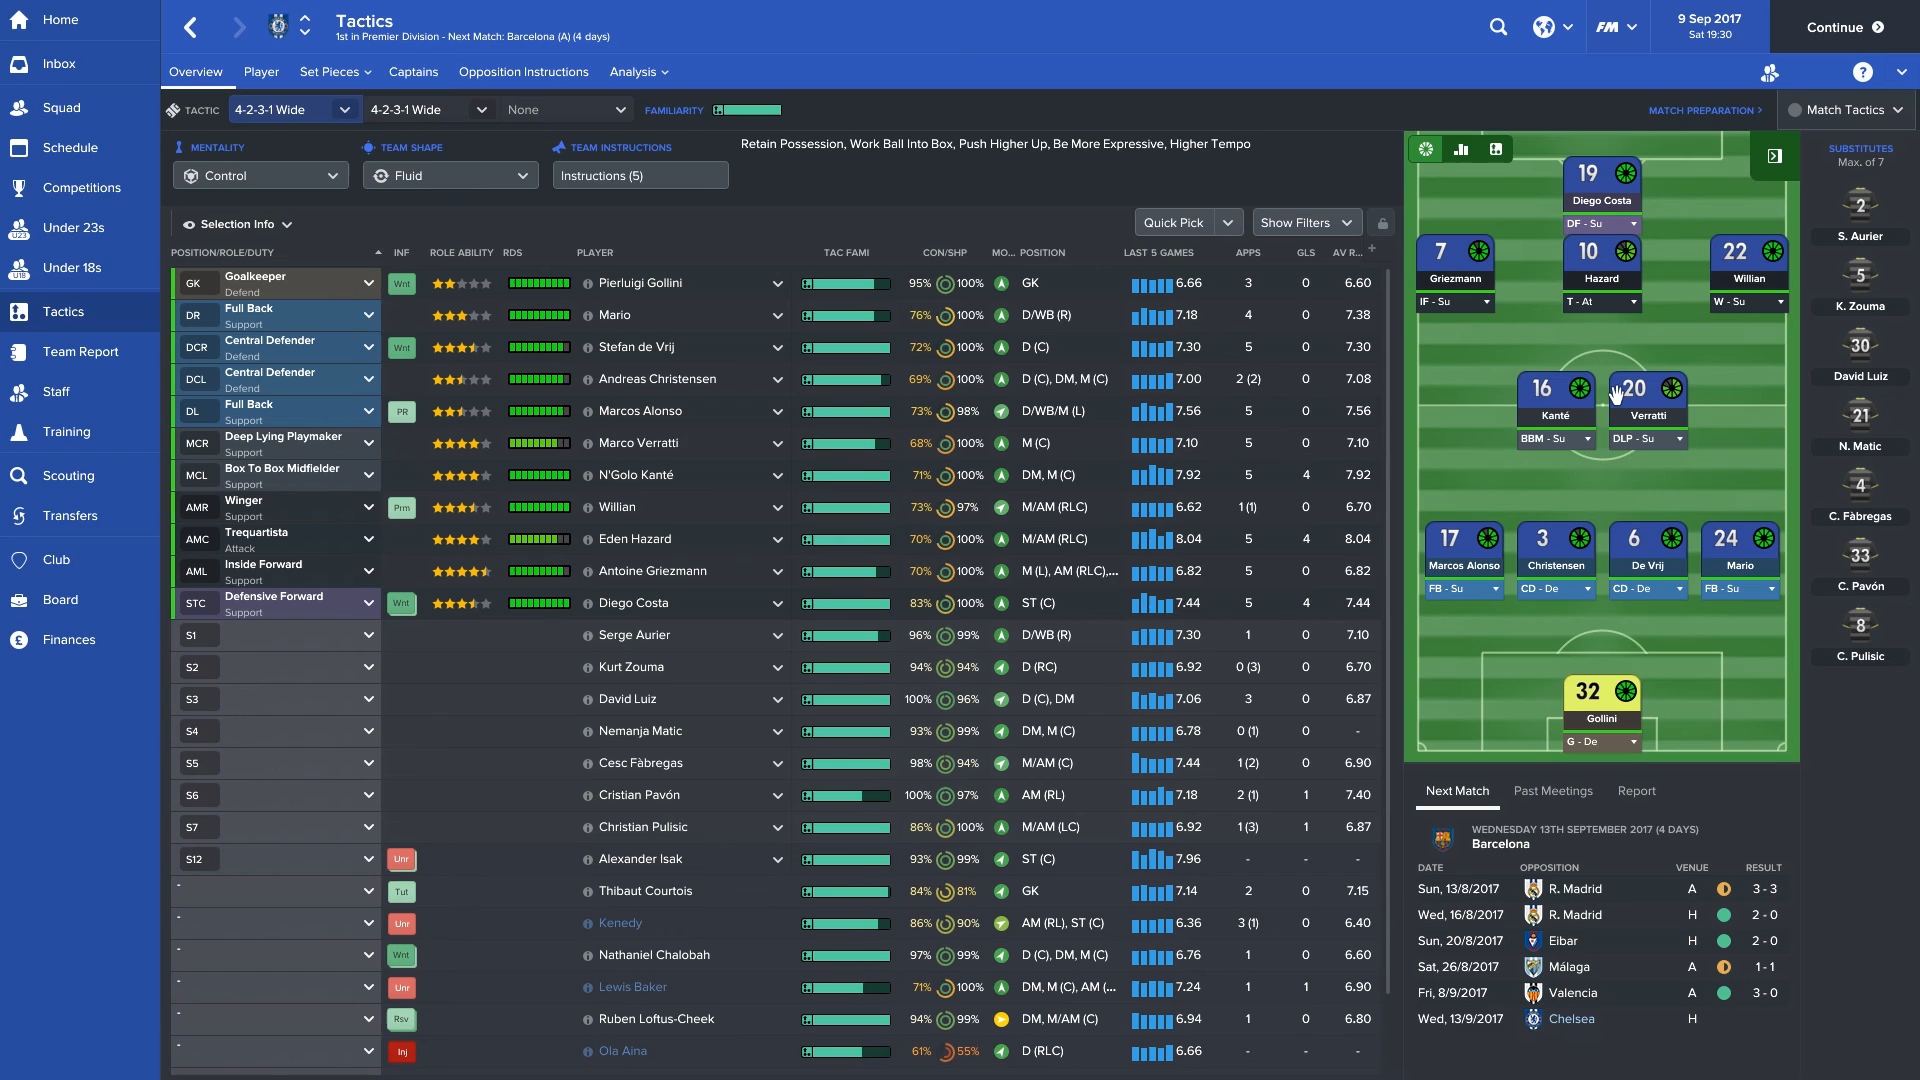 Home
Inbox
Squad
Schedule
Competitions
Under 23s
Under 18s
Tactics
Team Report
Staff
Training
Scouting
Transfers
Club
Board
Finances
Tactics
1st in Premier Division - Next Match: Barcelona (A) (4 days)
FM
9 Sep 2017
Sat 19:30
Continue
Overview Player Set Pieces Captains Opposition Instructions Analysis
?
TACTIC 4-2-3-1 Wide 4-2-3-1 Wide None FAMILIARITY
MATCH PREPARATION > Match Tactics
MENTALITY TEAM SHAPE TEAM INSTRUCTIONS
Control Fluid Instructions (5)
Retain Possession, Work Ball Into Box, Push Higher Up, Be More Expressive, Higher Tempo
Selection Info Quick Pick Show Filters
POSITION/ROLE/DUTY INF ROLE ABILITY RDS PLAYER TAC FAMI CON/SHP MO... POSITION LAST 5 GAMES APPS GLS AV R... +
GK Goalkeeper Defend Wnt Pierluigi Gollini 95% 100% GK 6.66 3 0 6.60
DR Full Back Support Mario 76% 100% D/WB (R) 7.18 4 0 7.38
DCR Central Defender Defend Wnt Stefan de Vrij 72% 100% D (C) 7.30 5 0 7.30
DCL Central Defender Defend Andreas Christensen 69% 100% D (C), DM, M (C) 7.00 2 (2) 0 7.08
DL Full Back Support PR Marcos Alonso 73% 98% D/WB/M (L) 7.56 5 0 7.56
MCR Deep Lying Playmaker Support Marco Verratti 68% 100% M (C) 7.10 5 0 7.10
MCL Box To Box Midfielder Support N'Golo Kanté 71% 100% DM, M (C) 7.92 5 4 7.92
AMR Winger Support Prm Willian 73% 97% M/AM (RLC) 6.62 1 (1) 0 6.70
AMC Trequartista Attack Eden Hazard 70% 100% M/AM (RLC) 8.04 5 4 8.04
AML Inside Forward Support Antoine Griezmann 70% 100% M (L), AM (RLC),... 6.82 5 0 6.82
STC Defensive Forward Support Wnt Diego Costa 83% 100% ST (C) 7.44 5 4 7.44
S1 Serge Aurier 96% 99% D/WB (R) 7.30 1 0 7.10
S2 Kurt Zouma 94% 94% D (RC) 6.92 0 (3) 0 6.70
S3 David Luiz 100% 96% D (C), DM 7.06 3 0 6.87
S4 Nemanja Matic 93% 99% DM, M (C) 6.78 0 (1) 0 -
S5 Cesc Fàbregas 98% 94% M/AM (C) 7.44 1 (2) 0 6.90
S6 Cristian Pavón 100% 97% AM (RL) 7.18 2 (1) 1 7.40
S7 Christian Pulisic 86% 100% M/AM (LC) 6.92 1 (3) 1 6.87
S12 Unr Alexander Isak 93% 99% ST (C) 7.96 - - -
- Tut Thibaut Courtois 84% 81% GK 7.14 2 0 7.15
- Unr Kenedy 86% 90% AM (RL), ST (C) 6.36 3 (1) 0 6.40
- Wnt Nathaniel Chalobah 97% 99% D (C), DM, M (C) 6.76 1 0 6.60
- Unr Lewis Baker 71% 100% DM, M (C), AM (... 7.24 1 1 6.90
- Rsv Ruben Loftus-Cheek 94% 99% DM, M/AM (C) 6.94 1 0 6.80
- Inj Ola Aina 61% 55% D (RLC) 6.66 - - -
19
Diego Costa
DF - Su
7 10 22
Griezmann Hazard Willian
IF - Su T - At W - Su
16 20
Kanté Verratti
BBM - Su DLP - Su
17 3 6 24
Marcos Alonso Christensen De Vrij Mario
FB - Su CD - De CD - De FB - Su
32
Gollini
G - De
SUBSTITUTES
Max. of 7
2
S. Aurier
5
K. Zouma
30
David Luiz
21
N. Matic
4
C. Fàbregas
33
C. Pavón
8
C. Pulisic
Next Match Past Meetings Report
WEDNESDAY 13TH SEPTEMBER 2017 (4 DAYS)
Barcelona
DATE OPPOSITION VENUE RESULT
Sun, 13/8/2017 R. Madrid A 3 - 3
Wed, 16/8/2017 R. Madrid H 2 - 0
Sun, 20/8/2017 Eibar H 2 - 0
Sat, 26/8/2017 Málaga A 1 - 1
Fri, 8/9/2017 Valencia A 3 - 0
Wed, 13/9/2017 Chelsea H